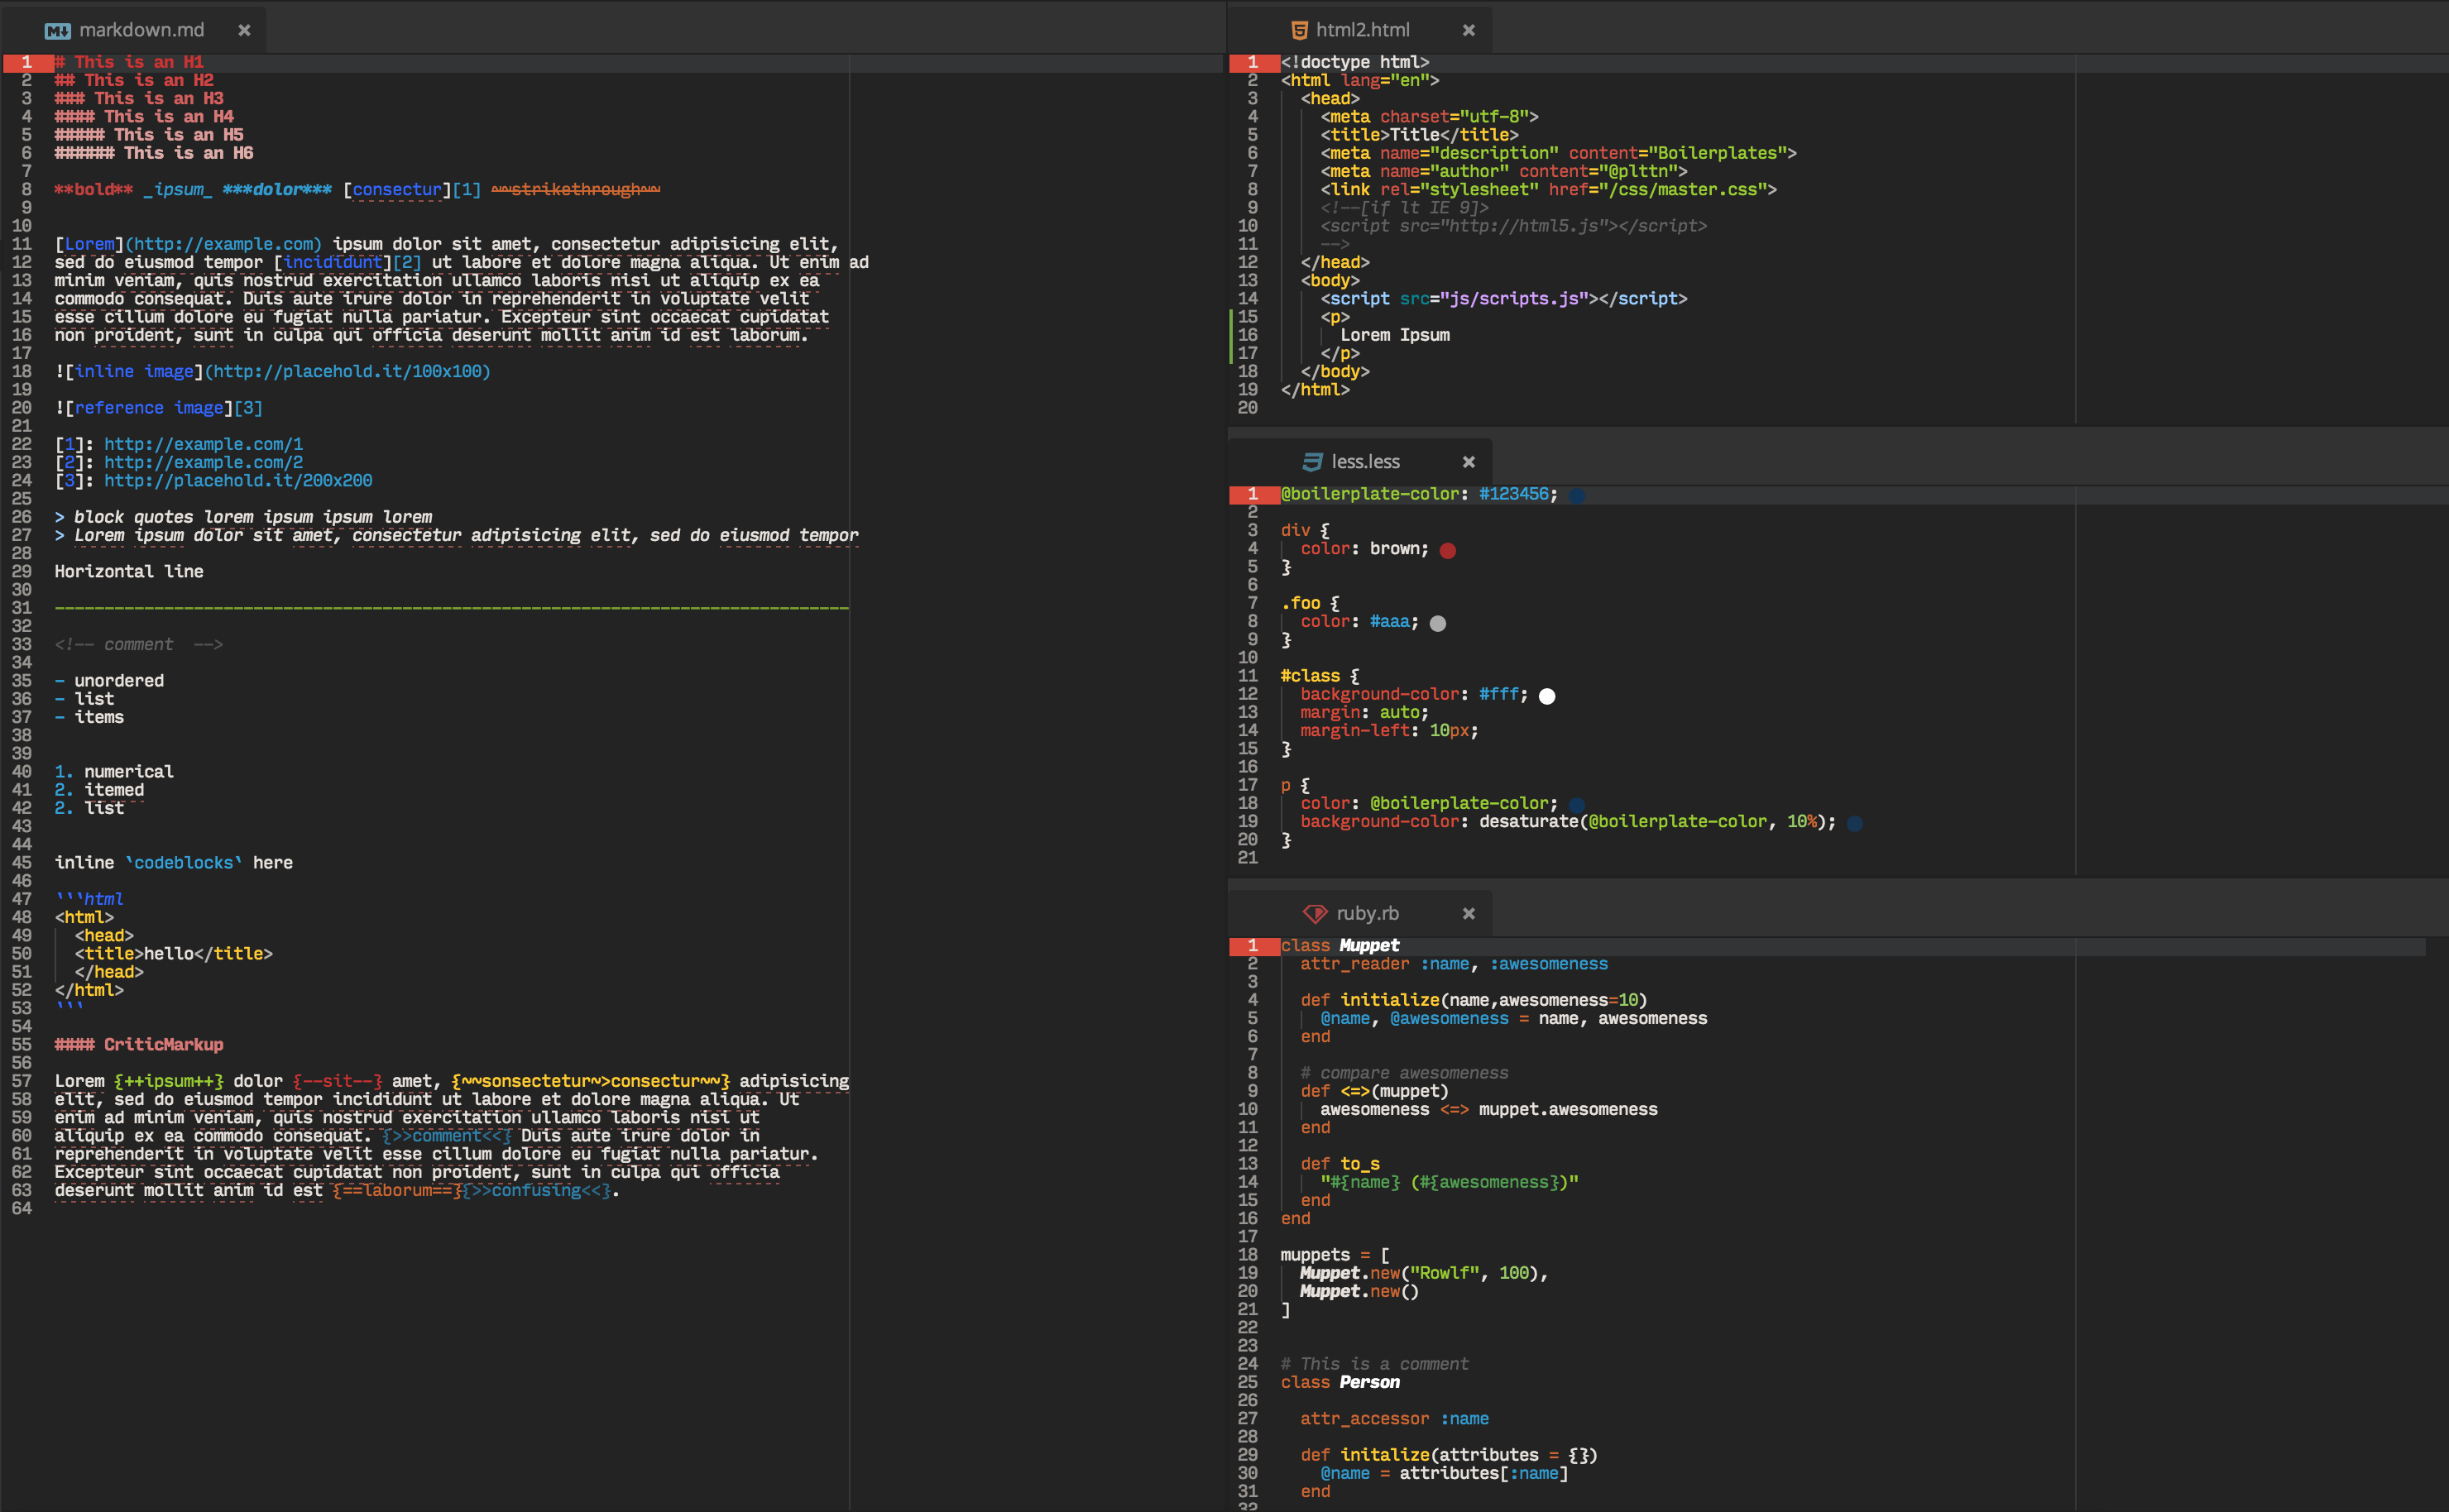 markdown.md
1 # This is an H1
2 ## This is an H2
3 ### This is an H3
4 #### This is an H4
5 ##### This is an H5
6 ###### This is an H6
7
8 **bold** _ipsum_ ***dolor*** [consectur][1] ~~strikethrough~~
9
10
11 [Lorem](http://example.com) ipsum dolor sit amet, consectetur adipisicing elit,
12 sed do eiusmod tempor [incididunt][2] ut labore et dolore magna aliqua. Ut enim ad
13 minim veniam, quis nostrud exercitation ullamco laboris nisi ut aliquip ex ea
14 commodo consequat. Duis aute irure dolor in reprehenderit in voluptate velit
15 esse cillum dolore eu fugiat nulla pariatur. Excepteur sint occaecat cupidatat
16 non proident, sunt in culpa qui officia deserunt mollit anim id est laborum.
17
18 ![inline image](http://placehold.it/100x100)
19
20 ![reference image][3]
21
22 [1]: http://example.com/1
23 [2]: http://example.com/2
24 [3]: http://placehold.it/200x200
25
26 > block quotes lorem ipsum ipsum lorem
27 > Lorem ipsum dolor sit amet, consectetur adipisicing elit, sed do eiusmod tempor
28
29 Horizontal line
30
31 --------------------------------------------------------------------------------
32
33 <!-- comment  -->
34
35 - unordered
36 - list
37 - items
38
39
40 1. numerical
41 2. itemed
42 2. list
43
44
45 inline `codeblocks` here
46
47 ```html
48 <html>
49   <head>
50   <title>hello</title>
51   </head>
52 </html>
53 ```
54
55 #### CriticMarkup
56
57 Lorem {++ipsum++} dolor {--sit--} amet, {~~sonsectetur~>consectur~~} adipisicing
58 elit, sed do eiusmod tempor incididunt ut labore et dolore magna aliqua. Ut
59 enim ad minim veniam, quis nostrud exercitation ullamco laboris nisi ut
60 aliquip ex ea commodo consequat. {>>comment<<} Duis aute irure dolor in
61 reprehenderit in voluptate velit esse cillum dolore eu fugiat nulla pariatur.
62 Excepteur sint occaecat cupidatat non proident, sunt in culpa qui officia
63 deserunt mollit anim id est {==laborum==}{>>confusing<<}.
64
html2.html
1 <!doctype html>
2 <html lang="en">
3   <head>
4     <meta charset="utf-8">
5     <title>Title</title>
6     <meta name="description" content="Boilerplates">
7     <meta name="author" content="@plttn">
8     <link rel="stylesheet" href="/css/master.css">
9     <!--[if lt IE 9]>
10     <script src="http://html5.js"></script>
11     -->
12   </head>
13   <body>
14     <script src="js/scripts.js"></script>
15     <p>
16       Lorem Ipsum
17     </p>
18   </body>
19 </html>
20
less.less
1 @boilerplate-color: #123456;
2
3 div {
4   color: brown;
5 }
6
7 .foo {
8   color: #aaa;
9 }
10
11 #class {
12   background-color: #fff;
13   margin: auto;
14   margin-left: 10px;
15 }
16
17 p {
18   color: @boilerplate-color;
19   background-color: desaturate(@boilerplate-color, 10%);
20 }
21
ruby.rb
1 class Muppet
2   attr_reader :name, :awesomeness
3
4   def initialize(name,awesomeness=10)
5     @name, @awesomeness = name, awesomeness
6   end
7
8   # compare awesomeness
9   def <=>(muppet)
10     awesomeness <=> muppet.awesomeness
11   end
12
13   def to_s
14     "#{name} (#{awesomeness})"
15   end
16 end
17
18 muppets = [
19   Muppet.new("Rowlf", 100),
20   Muppet.new()
21 ]
22
23
24 # This is a comment
25 class Person
26
27   attr_accessor :name
28
29   def initalize(attributes = {})
30     @name = attributes[:name]
31   end
32